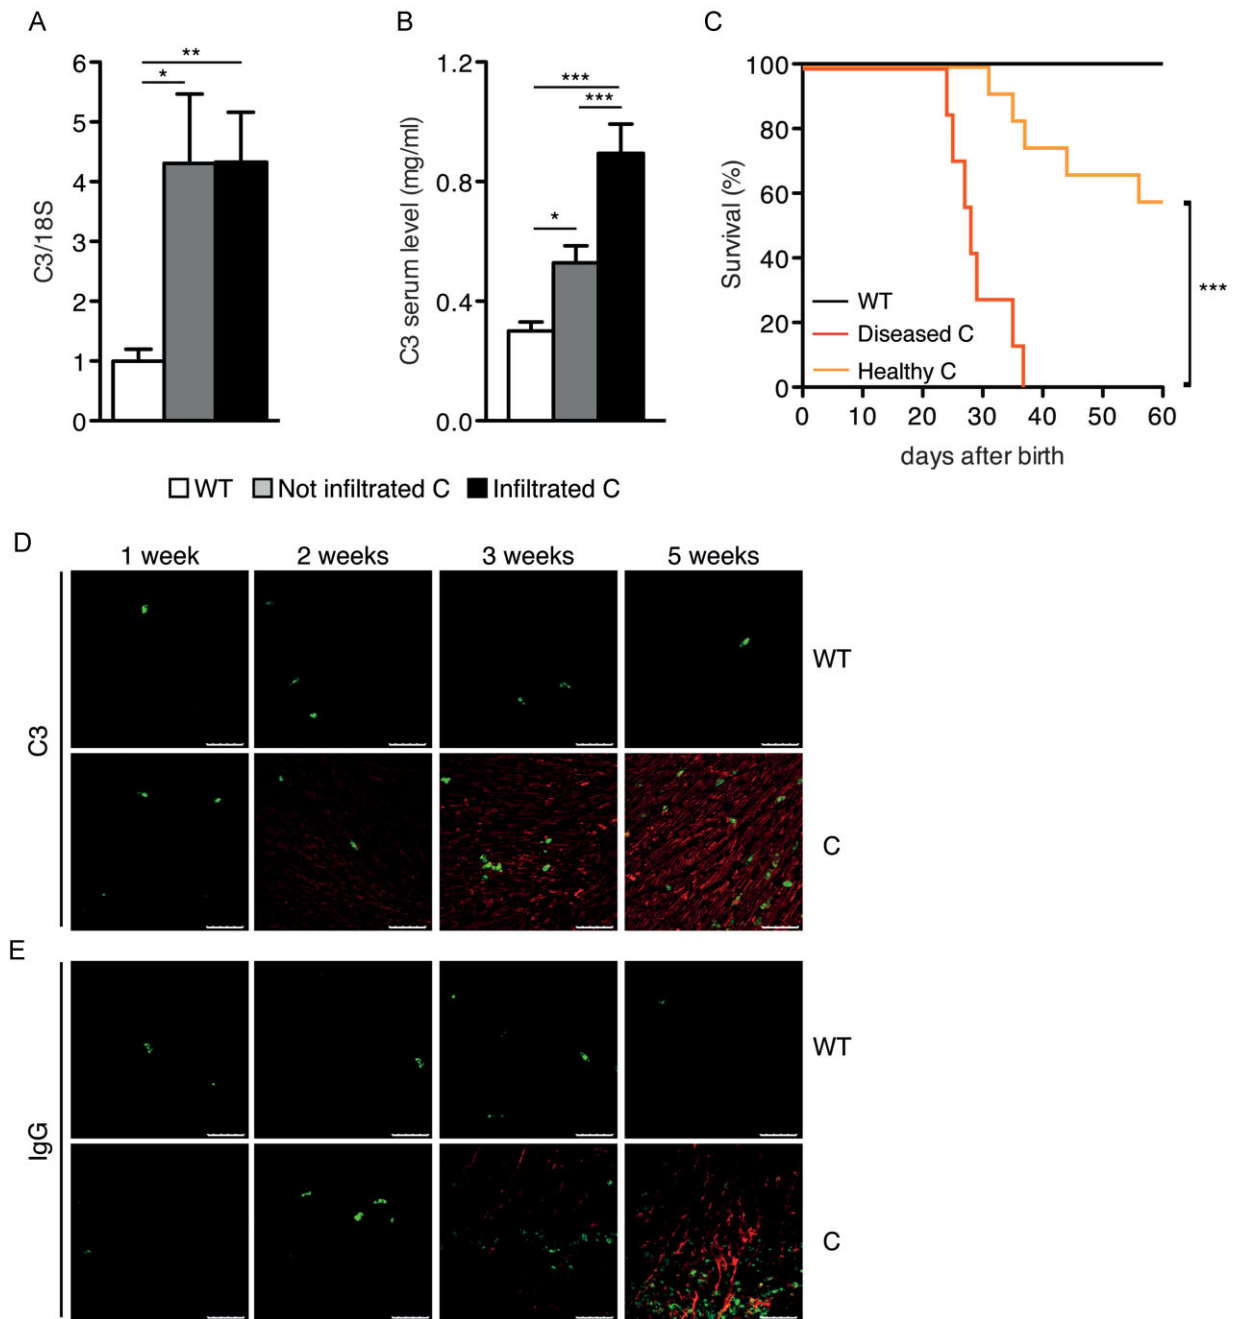 A
B
C
6
5
4
3
2
1
0
C3/18S
**
*
1.2
0.8
0.4
0.0
C3 serum level (mg/ml)
***
***
*
100
80
60
40
20
0
Survival (%)
WT
Diseased C
Healthy C
***
0 10 20 30 40 50 60
days after birth
WT Not infiltrated C Infiltrated C
D
1 week 2 weeks 3 weeks 5 weeks
C3
WT
C
E
IgG
WT
C